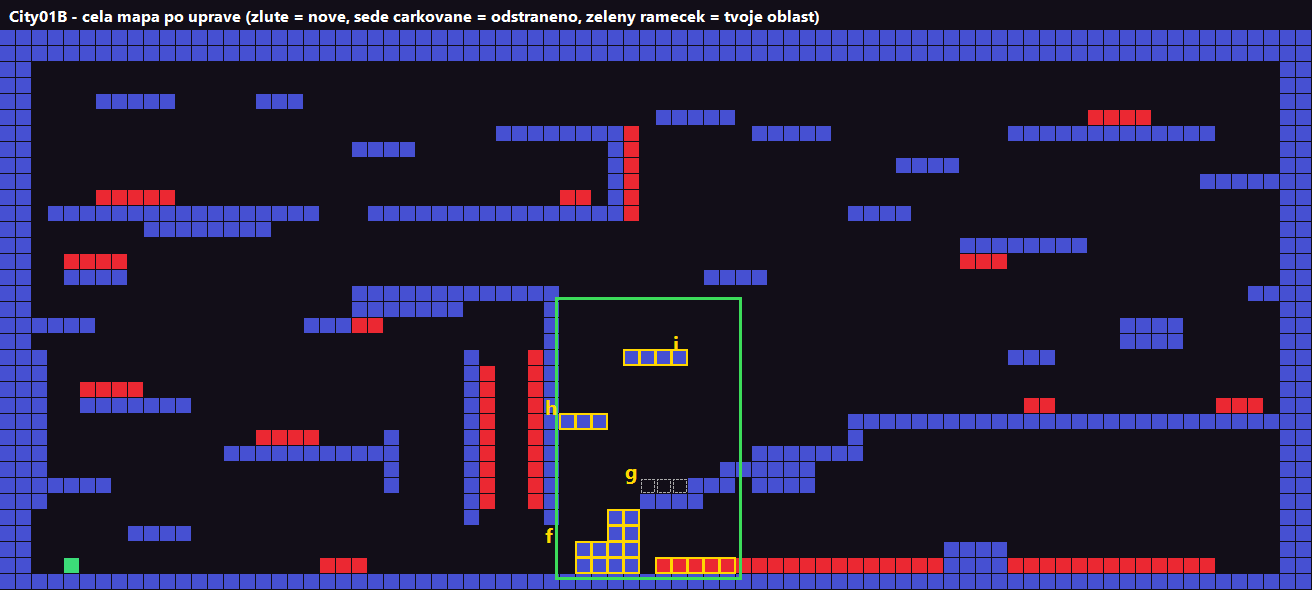 City01B - cela mapa po uprave (zlute = nove, sede carkovane = odstraneno, zeleny ramecek = tvoje oblast)
i
h
g
f